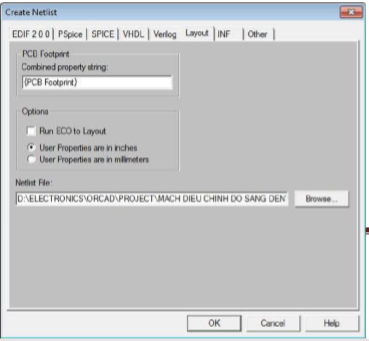 Create Netlist
EDIF 2 0 0 PSpice SPICE VHDL Verilog Layout INF Other
PCB Footprint
Combined property string:
{PCB Footprint}
Options
Run ECO to Layout
User Properties are in inches
User Properties are in millimeters
Netlist File:
D:\ELECTRONICS\ORCAD\PROJECT\MACH DIEU CHINH DO SANG DEN Browse...
OK Cancel Help